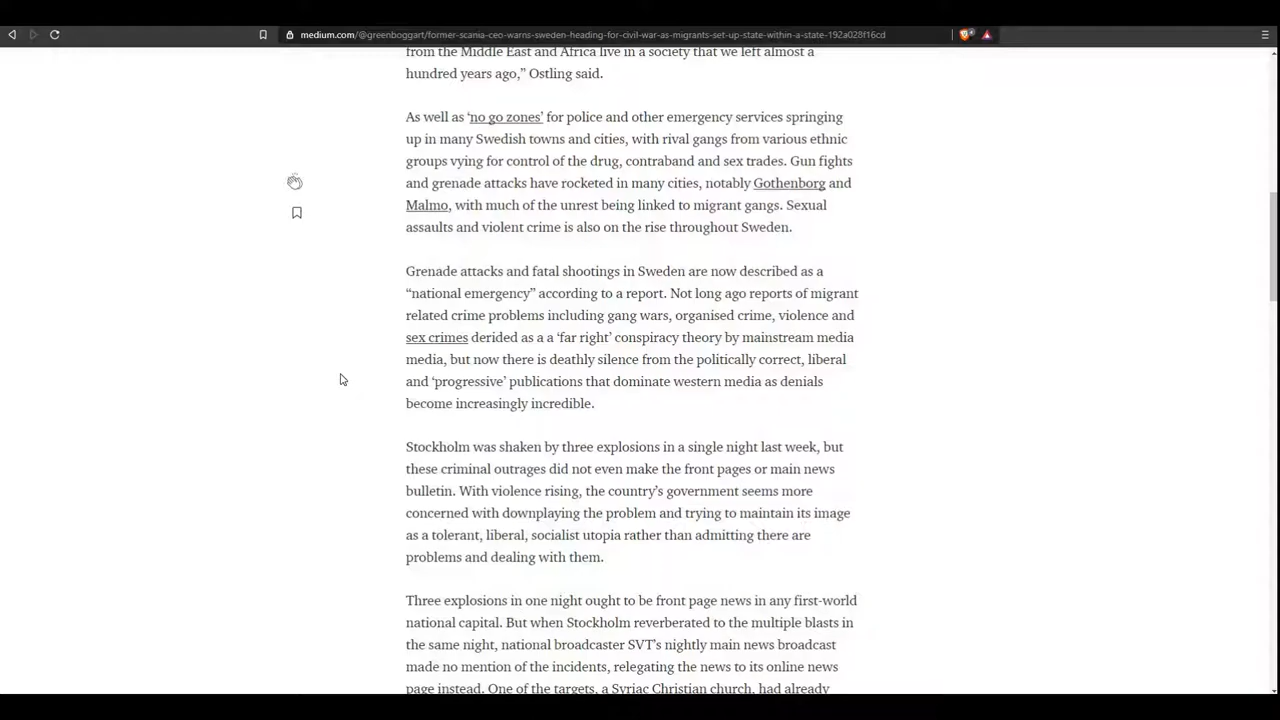 medium.com/@greenboggart/former-scania-ceo-warns-sweden-heading-for-civil-war-as-migrants-set-up-state-within-a-state-192a028f16cd
from the Middle East and Africa live in a society that we left almost a
hundred years ago,” Ostling said.
As well as ‘no go zones’ for police and other emergency services springing
up in many Swedish towns and cities, with rival gangs from various ethnic
groups vying for control of the drug, contraband and sex trades. Gun fights
and grenade attacks have rocketed in many cities, notably Gothenborg and
Malmo, with much of the unrest being linked to migrant gangs. Sexual
assaults and violent crime is also on the rise throughout Sweden.
Grenade attacks and fatal shootings in Sweden are now described as a
“national emergency” according to a report. Not long ago reports of migrant
related crime problems including gang wars, organised crime, violence and
sex crimes derided as a a ‘far right’ conspiracy theory by mainstream media
media, but now there is deathly silence from the politically correct, liberal
and ‘progressive’ publications that dominate western media as denials
become increasingly incredible.
Stockholm was shaken by three explosions in a single night last week, but
these criminal outrages did not even make the front pages or main news
bulletin. With violence rising, the country’s government seems more
concerned with downplaying the problem and trying to maintain its image
as a tolerant, liberal, socialist utopia rather than admitting there are
problems and dealing with them.
Three explosions in one night ought to be front page news in any first-world
national capital. But when Stockholm reverberated to the multiple blasts in
the same night, national broadcaster SVT’s nightly main news broadcast
made no mention of the incidents, relegating the news to its online news
page instead. One of the targets, a Syriac Christian church, had already